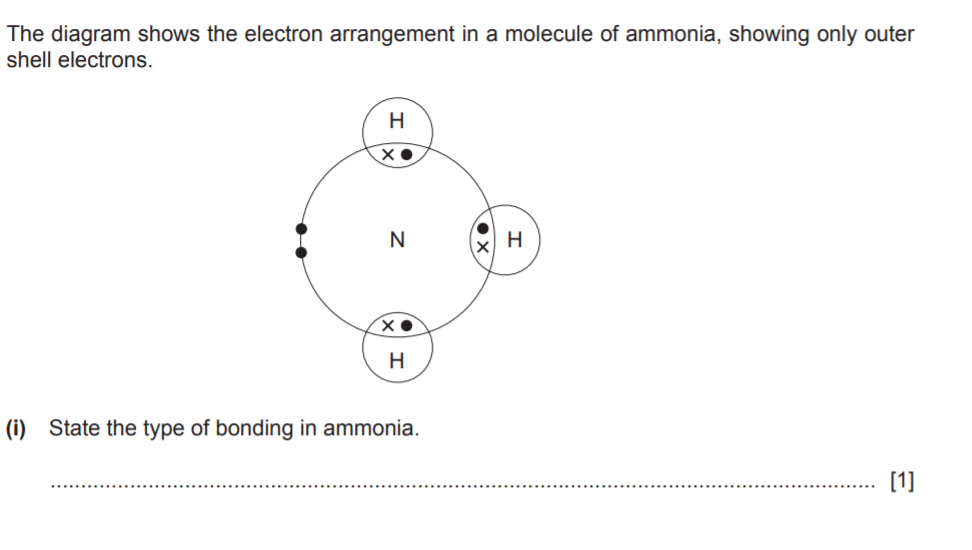 The diagram shows the electron arrangement in a molecule of ammonia, showing only outer
shell electrons.
H
N
H
H
(i) State the type of bonding in ammonia.
.......................................................................................................................................... [1]